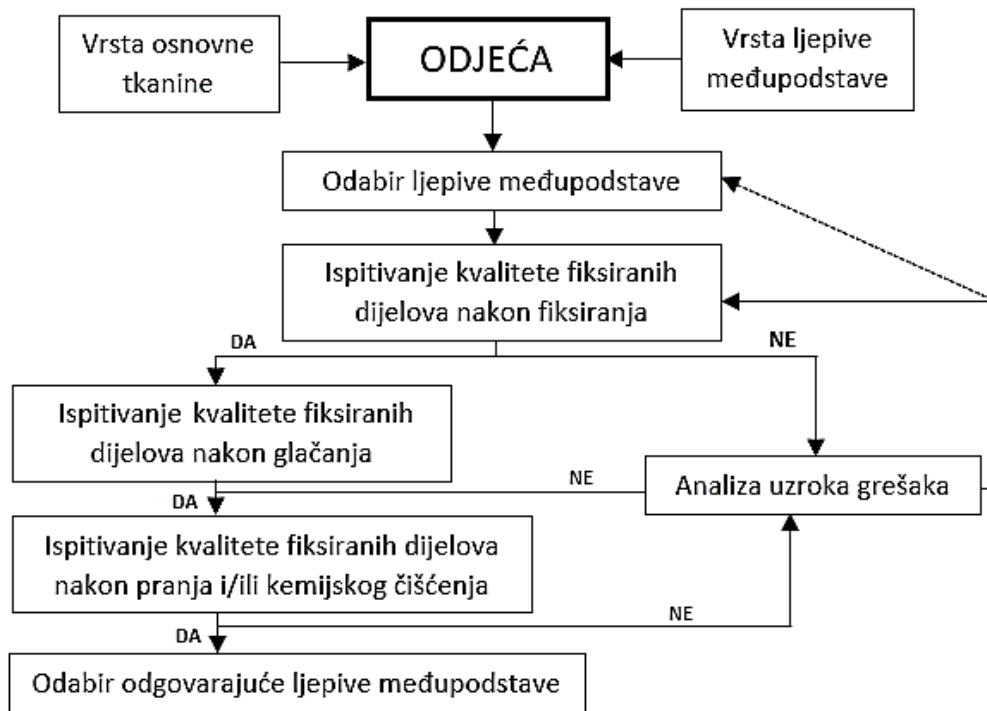 Vrsta osnovne
tkanine
ODJEĆA
Vrsta ljepive
međupodstave
Odabir ljepive međupodstave
Ispitivanje kvalitete fiksiranih
dijelova nakon fiksiranja
DA
NE
Ispitivanje kvalitete fiksiranih
dijelova nakon glačanja
NE
Analiza uzroka grešaka
DA
Ispitivanje kvalitete fiksiranih dijelova
nakon pranja i/ili kemijskog čišćenja
NE
DA
Odabir odgovarajuće ljepive međupodstave